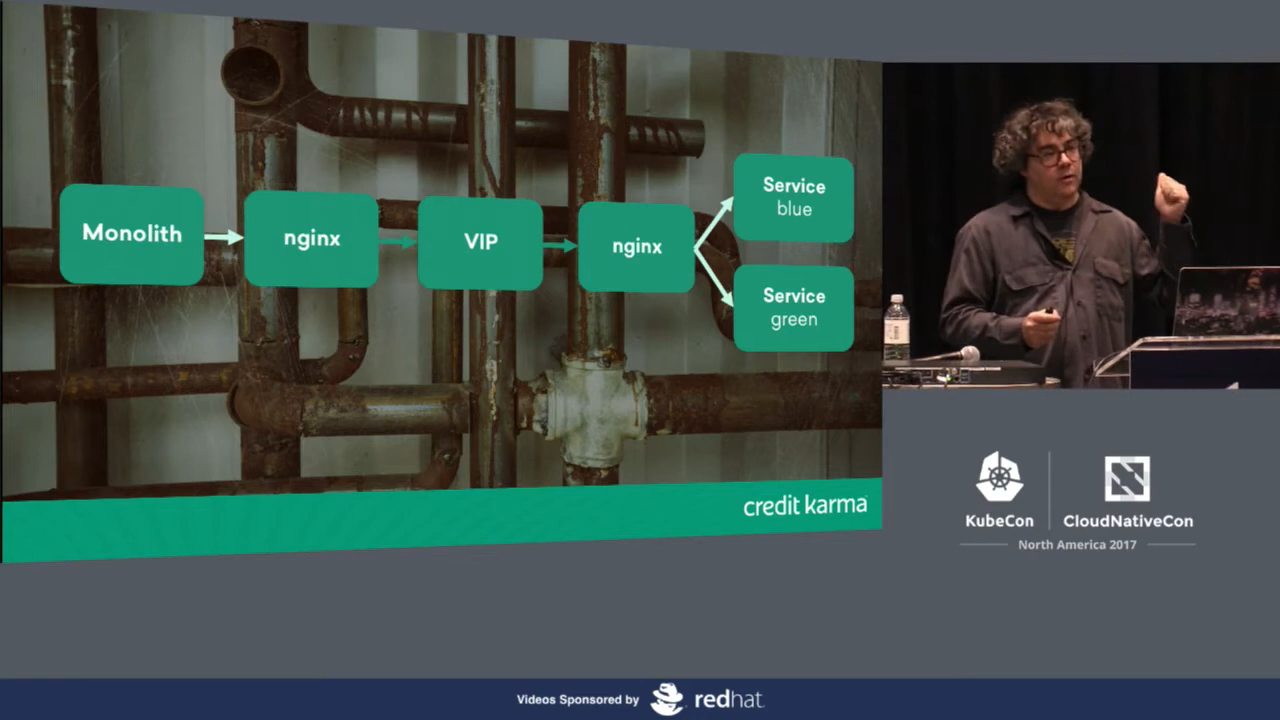 Monolith
nginx
VIP
nginx
Service
blue
Service
green
credit karma
KubeCon
CloudNativeCon
North America 2017
Videos Sponsored by
redhat